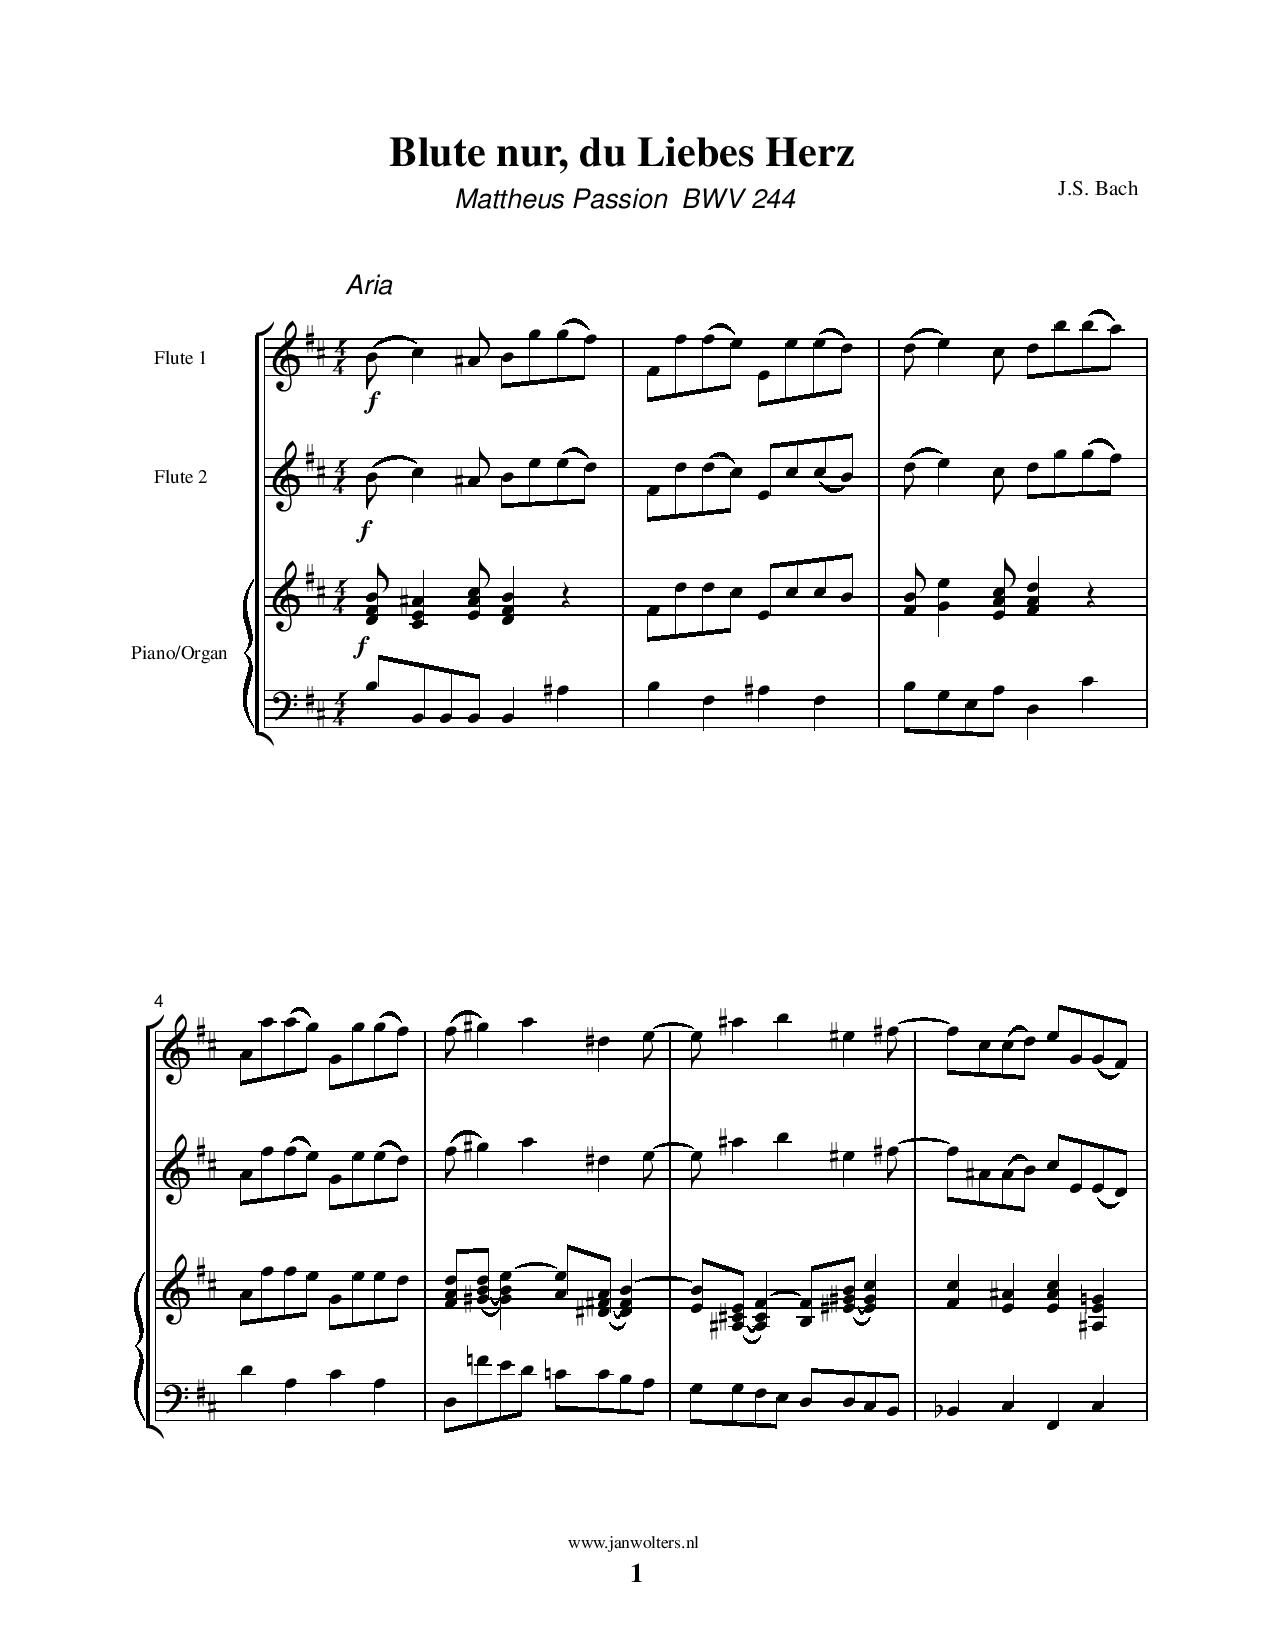 Blute nur, du Liebes Herz
Mattheus Passion BWV 244
J.S. Bach
Aria
Flute 1
f
Flute 2
f
Piano/Organ
f
4
www.janwolters.nl
1